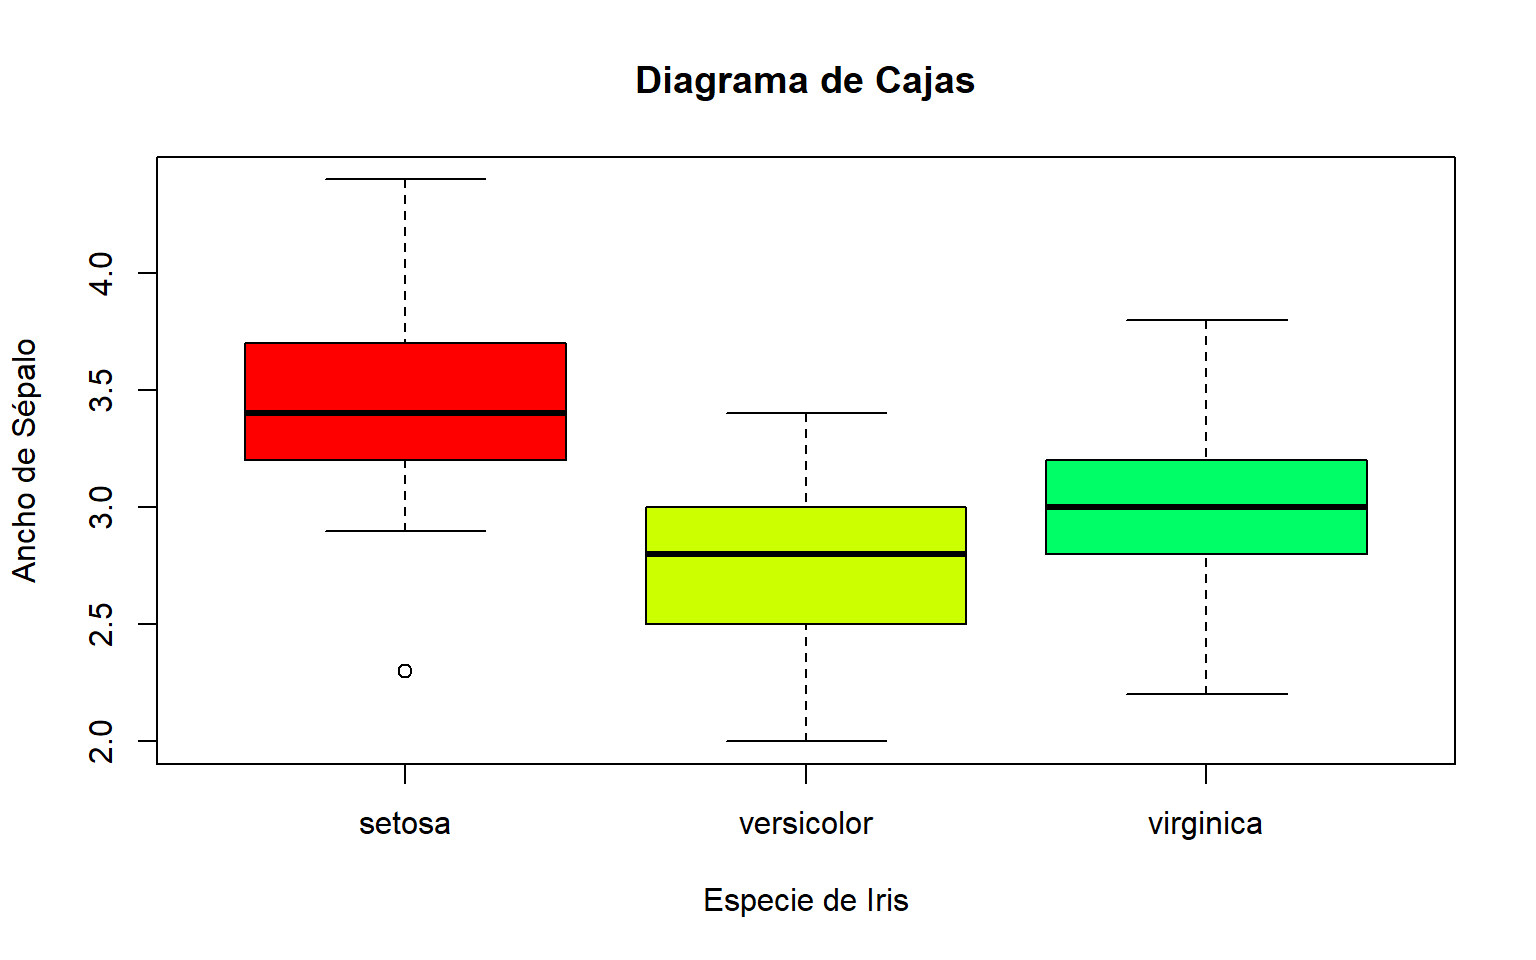 Diagrama de Cajas
Ancho de Sépalo
4.0
3.5
3.0
2.5
2.0
setosa versicolor virginica
Especie de Iris